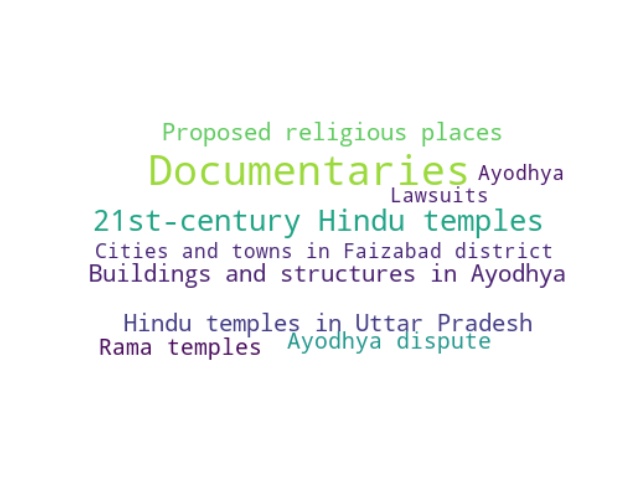 Proposed religious places
Documentaries
Ayodhya
Lawsuits
21st-century Hindu temples
Cities and towns in Faizabad district
Buildings and structures in Ayodhya
Hindu temples in Uttar Pradesh
Ayodhya dispute
Rama temples